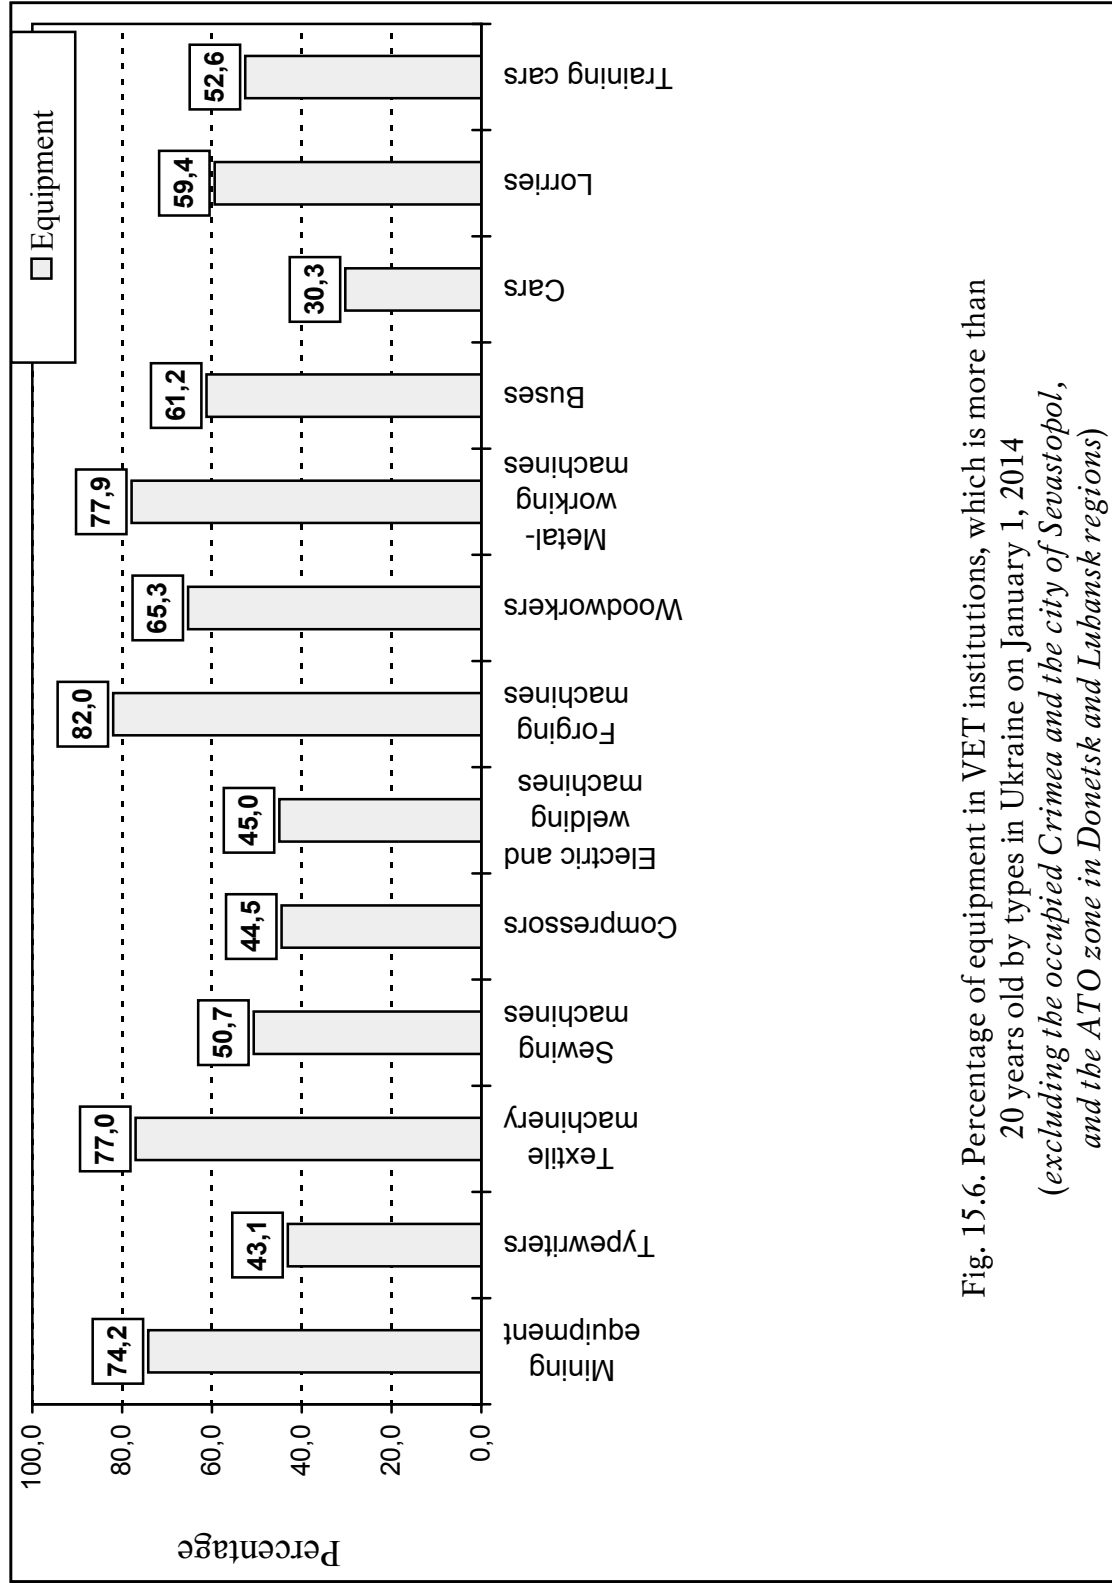 Equipment
Percentage
100,0
80,0
60,0
40,0
20,0
0,0
74,2
43,1
77,0
50,7
44,5
45,0
82,0
65,3
77,9
61,2
30,3
59,4
52,6
Mining
equipment
Typewriters
Textile
machinery
Sewing
machines
Compressors
Electric and
welding
machines
Forging
machines
Woodworkers
Metal-
working
machines
Buses
Cars
Lorries
Training cars
Fig. 15.6. Percentage of equipment in VET institutions, which is more than
20 years old by types in Ukraine on January 1, 2014
(excluding the occupied Crimea and the city of Sevastopol,
and the ATO zone in Donetsk and Luhansk regions)